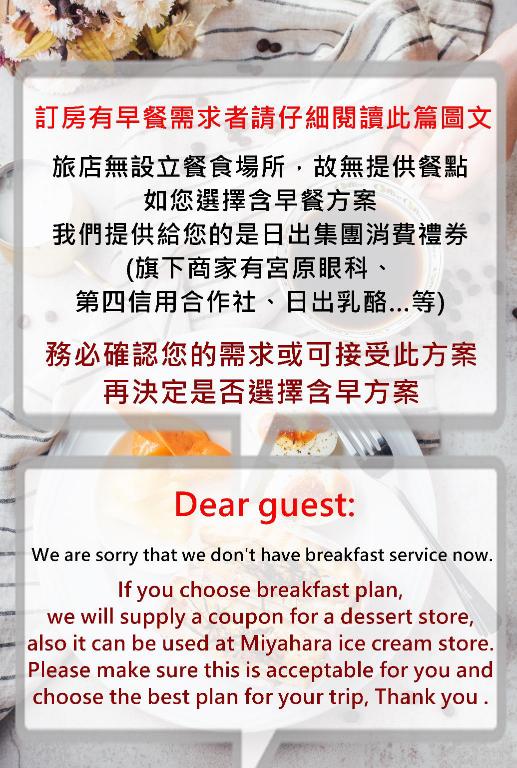 訂房有早餐需求者請仔細閱讀此篇圖文
旅店無設立餐食場所，故無提供餐點
如您選擇含早餐方案
我們提供給您的是日出集團消費禮券
(旗下商家有宮原眼科、
第四信用合作社、日出乳酪...等)
務必確認您的需求或可接受此方案
再決定是否選擇含早方案
Dear guest:
We are sorry that we don't have breakfast service now.
If you choose breakfast plan,
we will supply a coupon for a dessert store,
also it can be used at Miyahara ice cream store.
Please make sure this is acceptable for you and
choose the best plan for your trip, Thank you .